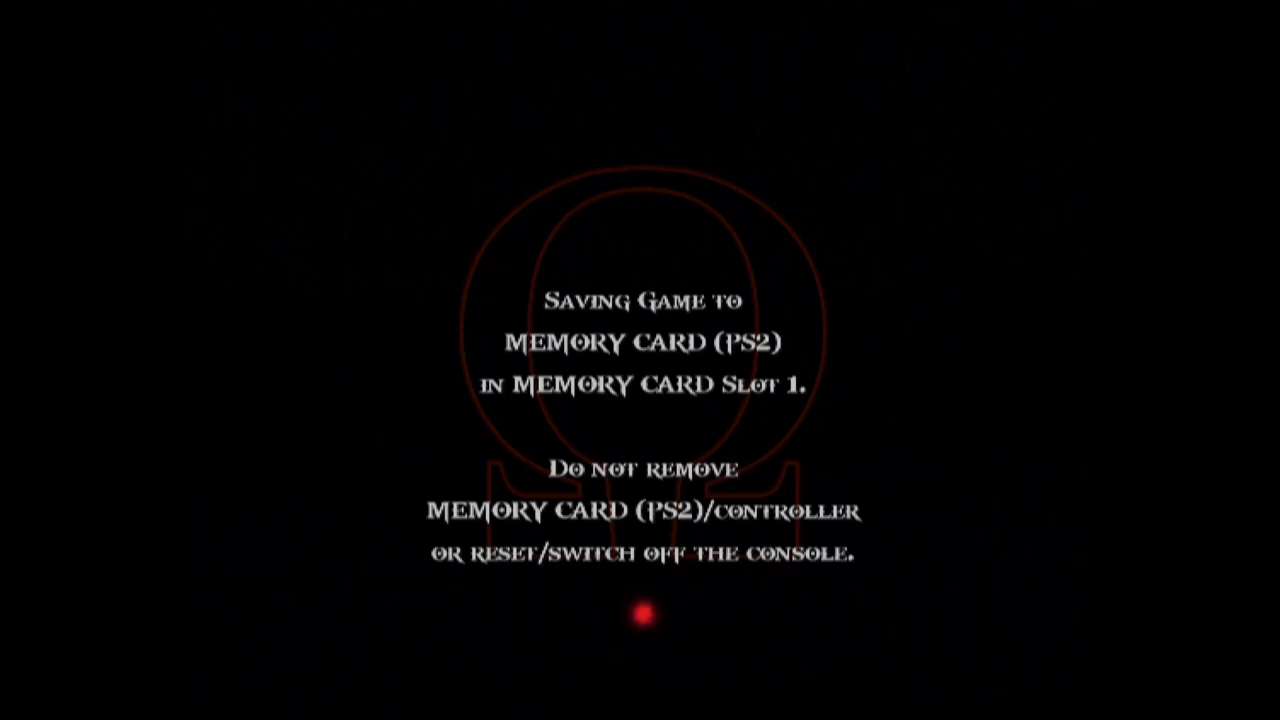 Saving Game to
MEMORY CARD (PS2)
in MEMORY CARD Slot 1.
Do not remove
MEMORY CARD (PS2)/controller
or reset/switch off the console.